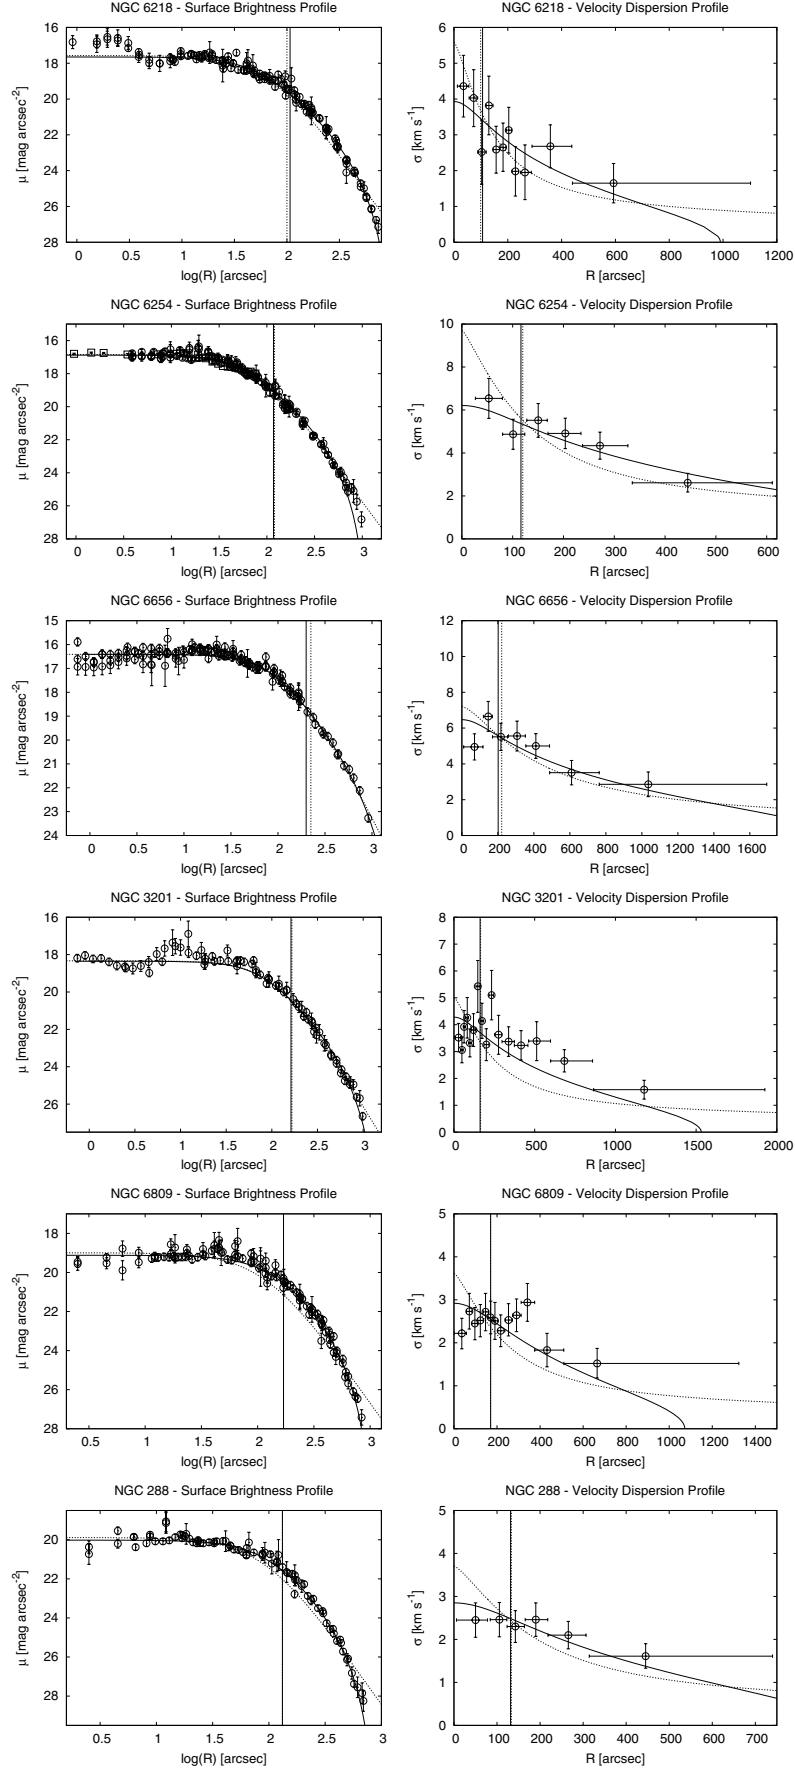 NGC 6218 - Surface Brightness Profile
μ [mag arcsec⁻²]
16
18
20
22
24
26
28
0 0.5 1 1.5 2 2.5
log(R) [arcsec]
NGC 6218 - Velocity Dispersion Profile
σ [km s⁻¹]
6
5
4
3
2
1
0
0 200 400 600 800 1000 1200
R [arcsec]
NGC 6254 - Surface Brightness Profile
μ [mag arcsec⁻²]
16
18
20
22
24
26
28
0 0.5 1 1.5 2 2.5 3
log(R) [arcsec]
NGC 6254 - Velocity Dispersion Profile
σ [km s⁻¹]
10
8
6
4
2
0
0 100 200 300 400 500 600
R [arcsec]
NGC 6656 - Surface Brightness Profile
μ [mag arcsec⁻²]
15
16
17
18
19
20
21
22
23
24
0 0.5 1 1.5 2 2.5 3
log(R) [arcsec]
NGC 6656 - Velocity Dispersion Profile
σ [km s⁻¹]
12
10
8
6
4
2
0
0 200 400 600 800 1000 1200 1400 1600
R [arcsec]
NGC 3201 - Surface Brightness Profile
μ [mag arcsec⁻²]
16
18
20
22
24
26
0 0.5 1 1.5 2 2.5 3
log(R) [arcsec]
NGC 3201 - Velocity Dispersion Profile
σ [km s⁻¹]
8
7
6
5
4
3
2
1
0
0 500 1000 1500 2000
R [arcsec]
NGC 6809 - Surface Brightness Profile
μ [mag arcsec⁻²]
18
20
22
24
26
28
0.5 1 1.5 2 2.5 3
log(R) [arcsec]
NGC 6809 - Velocity Dispersion Profile
σ [km s⁻¹]
5
4
3
2
1
0
0 200 400 600 800 1000 1200 1400
R [arcsec]
NGC 288 - Surface Brightness Profile
μ [mag arcsec⁻²]
20
22
24
26
28
0.5 1 1.5 2 2.5
log(R) [arcsec]
NGC 288 - Velocity Dispersion Profile
σ [km s⁻¹]
5
4
3
2
1
0
0 100 200 300 400 500 600 700
R [arcsec]